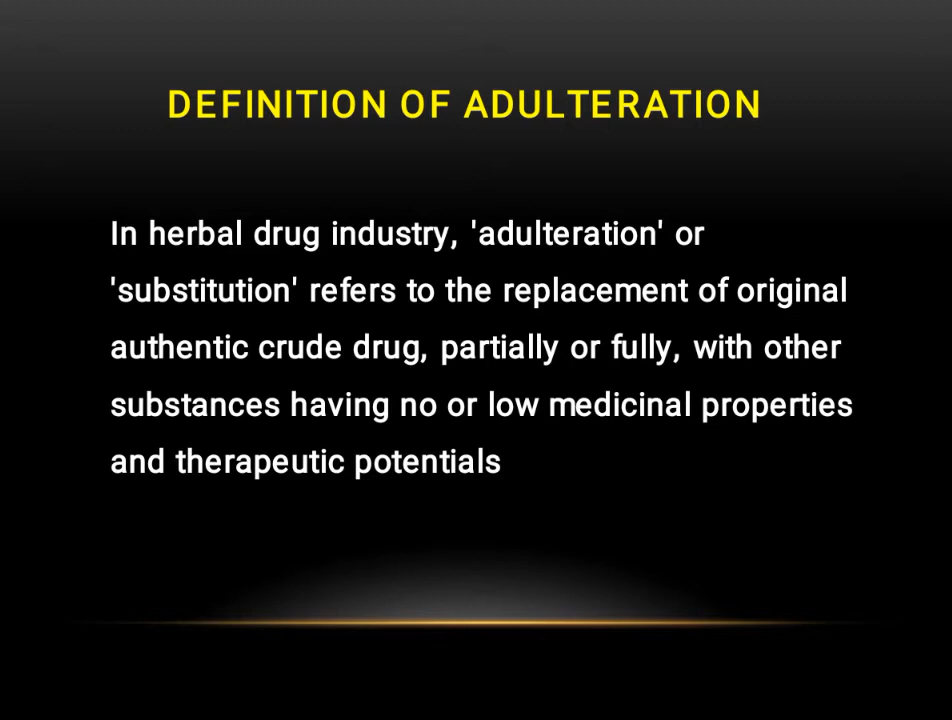 DEFINITION OF ADULTERATION
In herbal drug industry, 'adulteration' or
'substitution' refers to the replacement of original
authentic crude drug, partially or fully, with other
substances having no or low medicinal properties
and therapeutic potentials